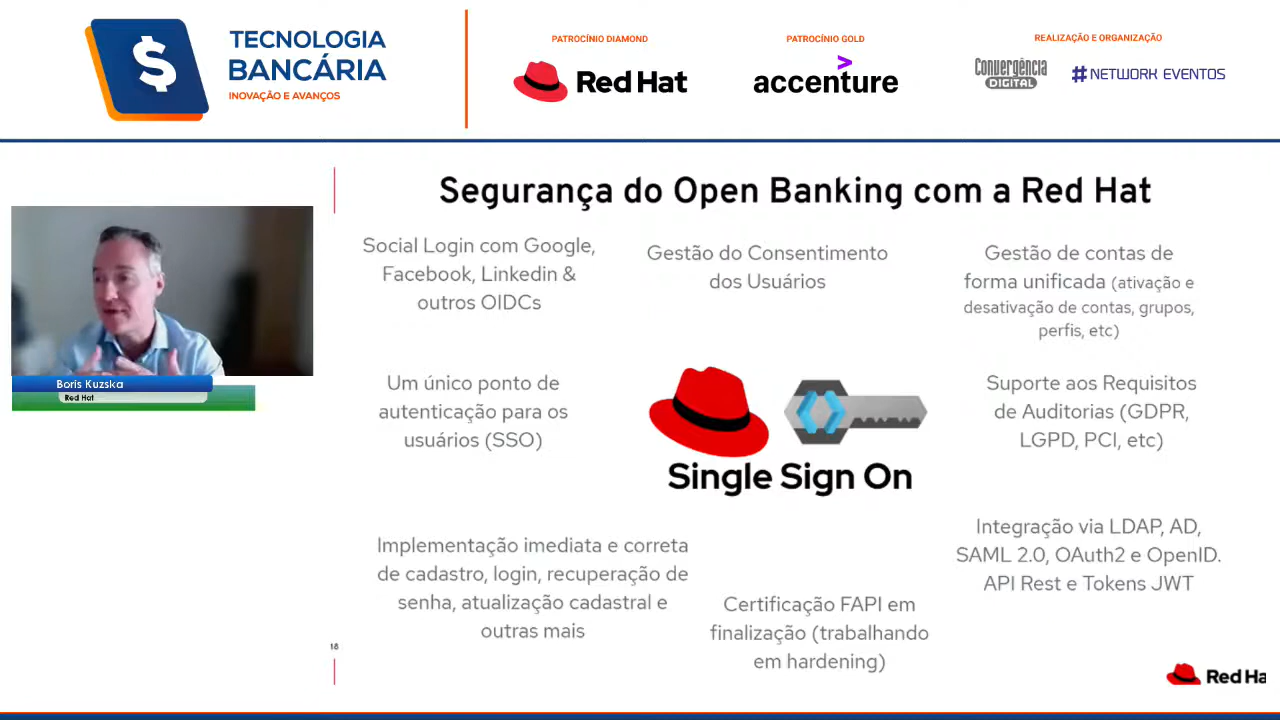 $
TECNOLOGIA
BANCÁRIA
INOVAÇÃO E AVANÇOS
PATROCÍNIO DIAMOND
Red Hat
PATROCÍNIO GOLD
accenture
REALIZAÇÃO E ORGANIZAÇÃO
Convergência
DIGITAL
# NETWORK EVENTOS
Segurança do Open Banking com a Red Hat
Social Login com Google,
Facebook, Linkedin &
outros OIDCs
Gestão do Consentimento
dos Usuários
Gestão de contas de
forma unificada (ativação e
desativação de contas, grupos,
perfis, etc)
Boris Kuzska
Red Hat
Um único ponto de
autenticação para os
usuários (SSO)
Single Sign On
Suporte aos Requisitos
de Auditorias (GDPR,
LGPD, PCI, etc)
Implementação imediata e correta
de cadastro, login, recuperação de
senha, atualização cadastral e
outras mais
Certificação FAPI em
finalização (trabalhando
em hardening)
Integração via LDAP, AD,
SAML 2.0, OAuth2 e OpenID.
API Rest e Tokens JWT
18
Red Ha